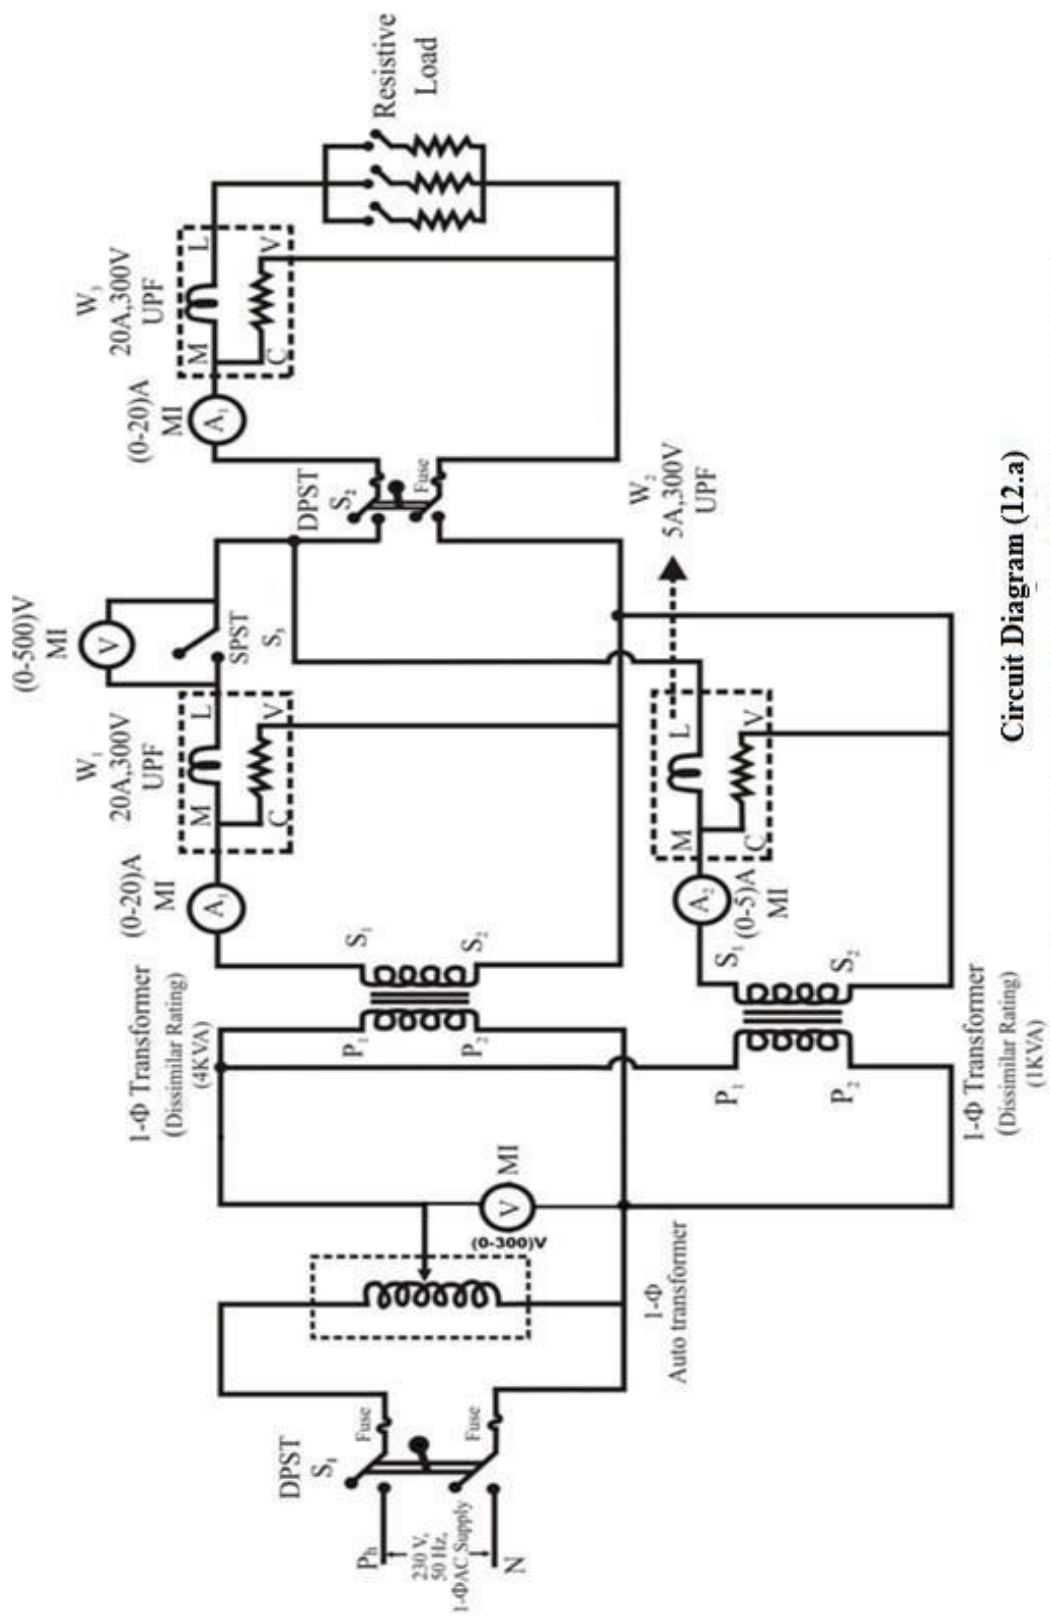 DPST
S₁
Fuse
Fuse
Ph
230 V,
50 Hz,
1-ΦAC Supply
N
1-Φ
Auto transformer
(0-300)V
V
MI
1-Φ Transformer
(Dissimilar Rating)
(4KVA)
P₁
P₂
S₁
S₂
(0-20)A
MI
A₁
W₁
20A,300V
UPF
M
L
C
V
(0-500)V
MI
V
SPST
S₃
DPST
S₂
Fuse
(0-20)A
MI
A₁
W₃
20A,300V
UPF
M
L
C
V
Resistive
Load
1-Φ Transformer
(Dissimilar Rating)
(1KVA)
P₁
P₂
S₁
S₂
A₂
(0-5)A
MI
M
L
C
V
W₂
5A,300V
UPF
Circuit Diagram (12.a)